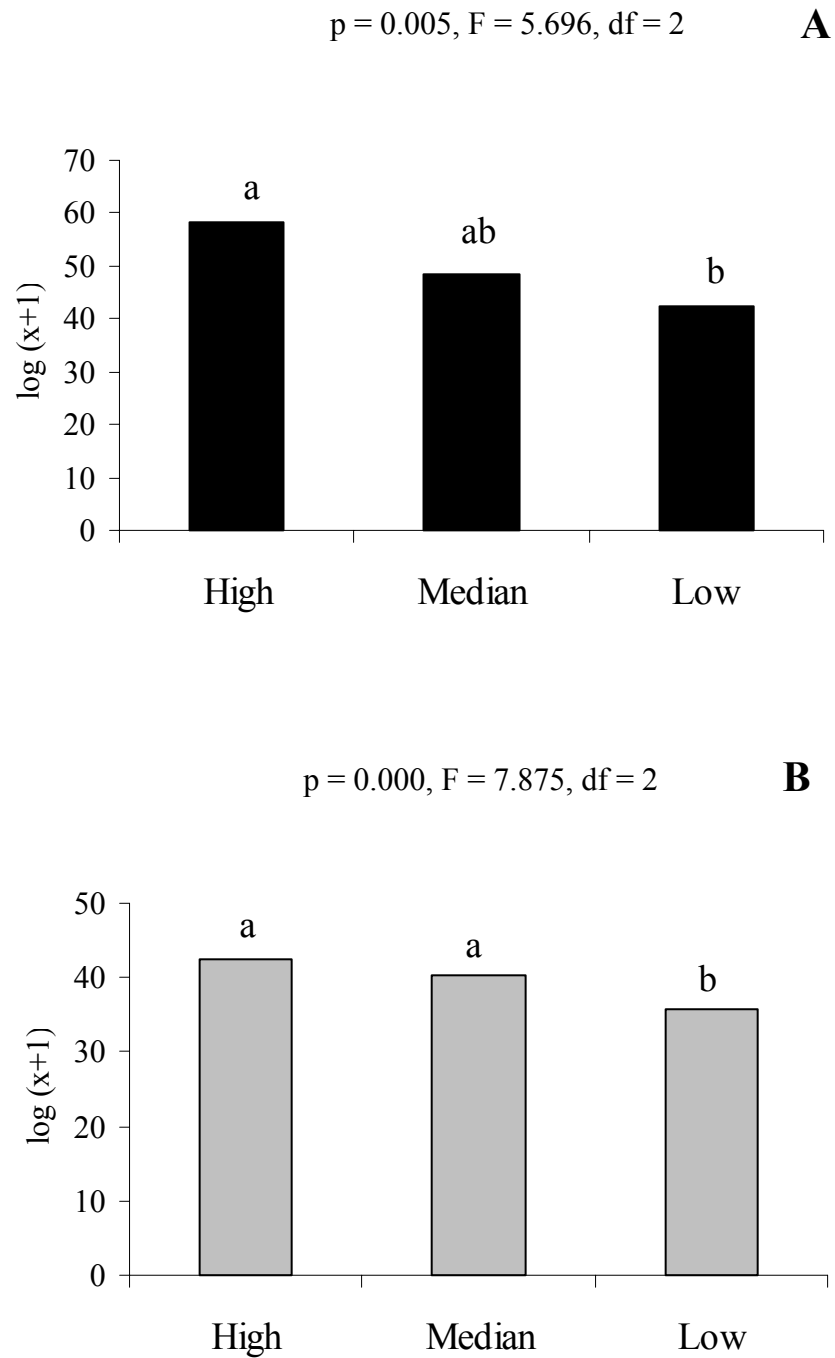 p = 0.005, F = 5.696, df = 2
A
70
60
50
40
30
20
10
0
log (x+1)
a
ab
b
High
Median
Low
p = 0.000, F = 7.875, df = 2
B
50
40
30
20
10
0
log (x+1)
a
a
b
High
Median
Low